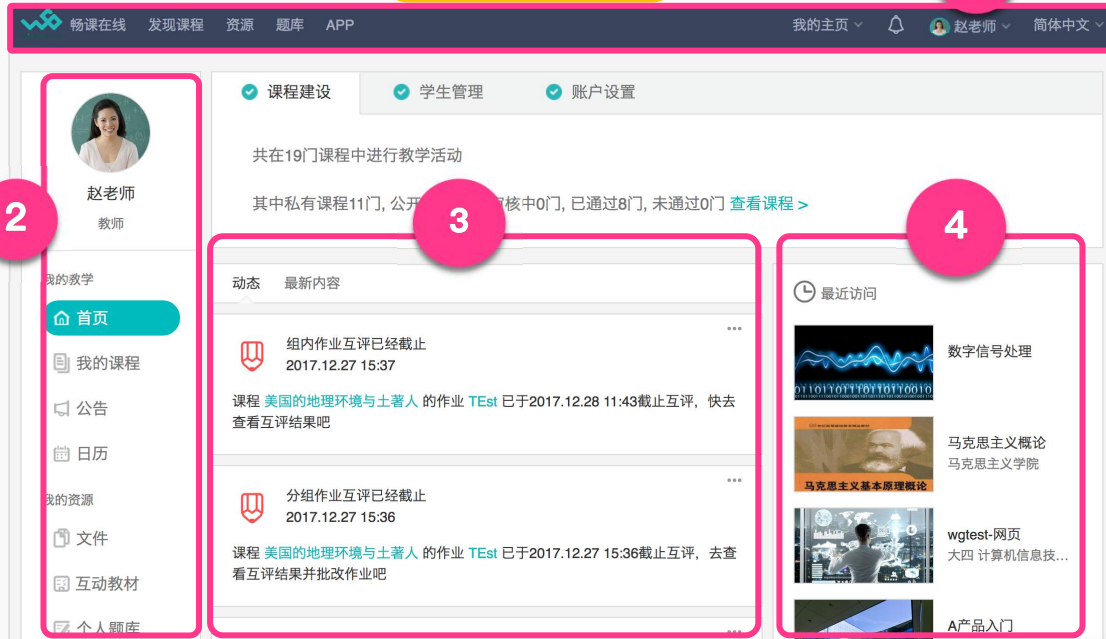 畅课在线 发现课程 资源 题库 APP 我的主页 赵老师 简体中文
赵老师
教师
2
我的教学
首页
我的课程
公告
日历
我的资源
文件
互动教材
个人题库
课程建设 学生管理 账户设置
共在19门课程中进行教学活动
其中私有课程11门, 公开 核中0门, 已通过8门, 未通过0门 查看课程 >
3
动态 最新内容
组内作业互评已经截止
2017.12.27 15:37
课程 美国的地理环境与土著人 的作业 TEst 已于2017.12.28 11:43截止互评，快去
查看互评结果吧
分组作业互评已经截止
2017.12.27 15:36
课程 美国的地理环境与土著人 的作业 TEst 已于2017.12.27 15:36截止互评，去查
看互评结果并批改作业吧
4
最近访问
数字信号处理
马克思主义基本原理概论
马克思主义概论
马克思主义学院
wgtest-网页
大四 计算机信息技...
A产品入门